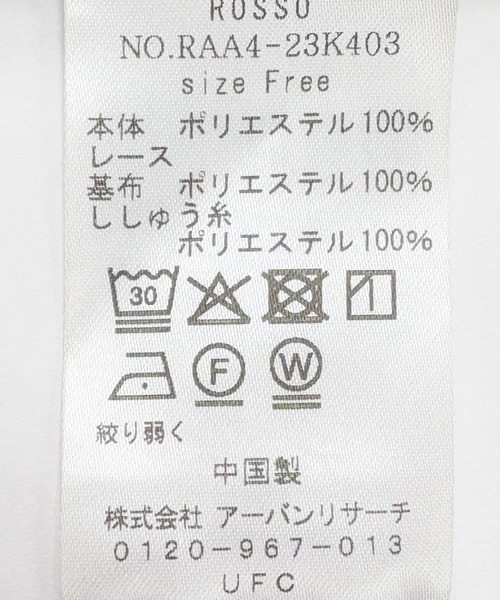 ROSSO
NO.RAA4-23K403
size Free
本体 ポリエステル100%
レース
基布 ポリエステル100%
ししゅう糸
ポリエステル100%
30
F
W
絞り弱く
中国製
株式会社 アーバンリサーチ
0120-967-013
UFC